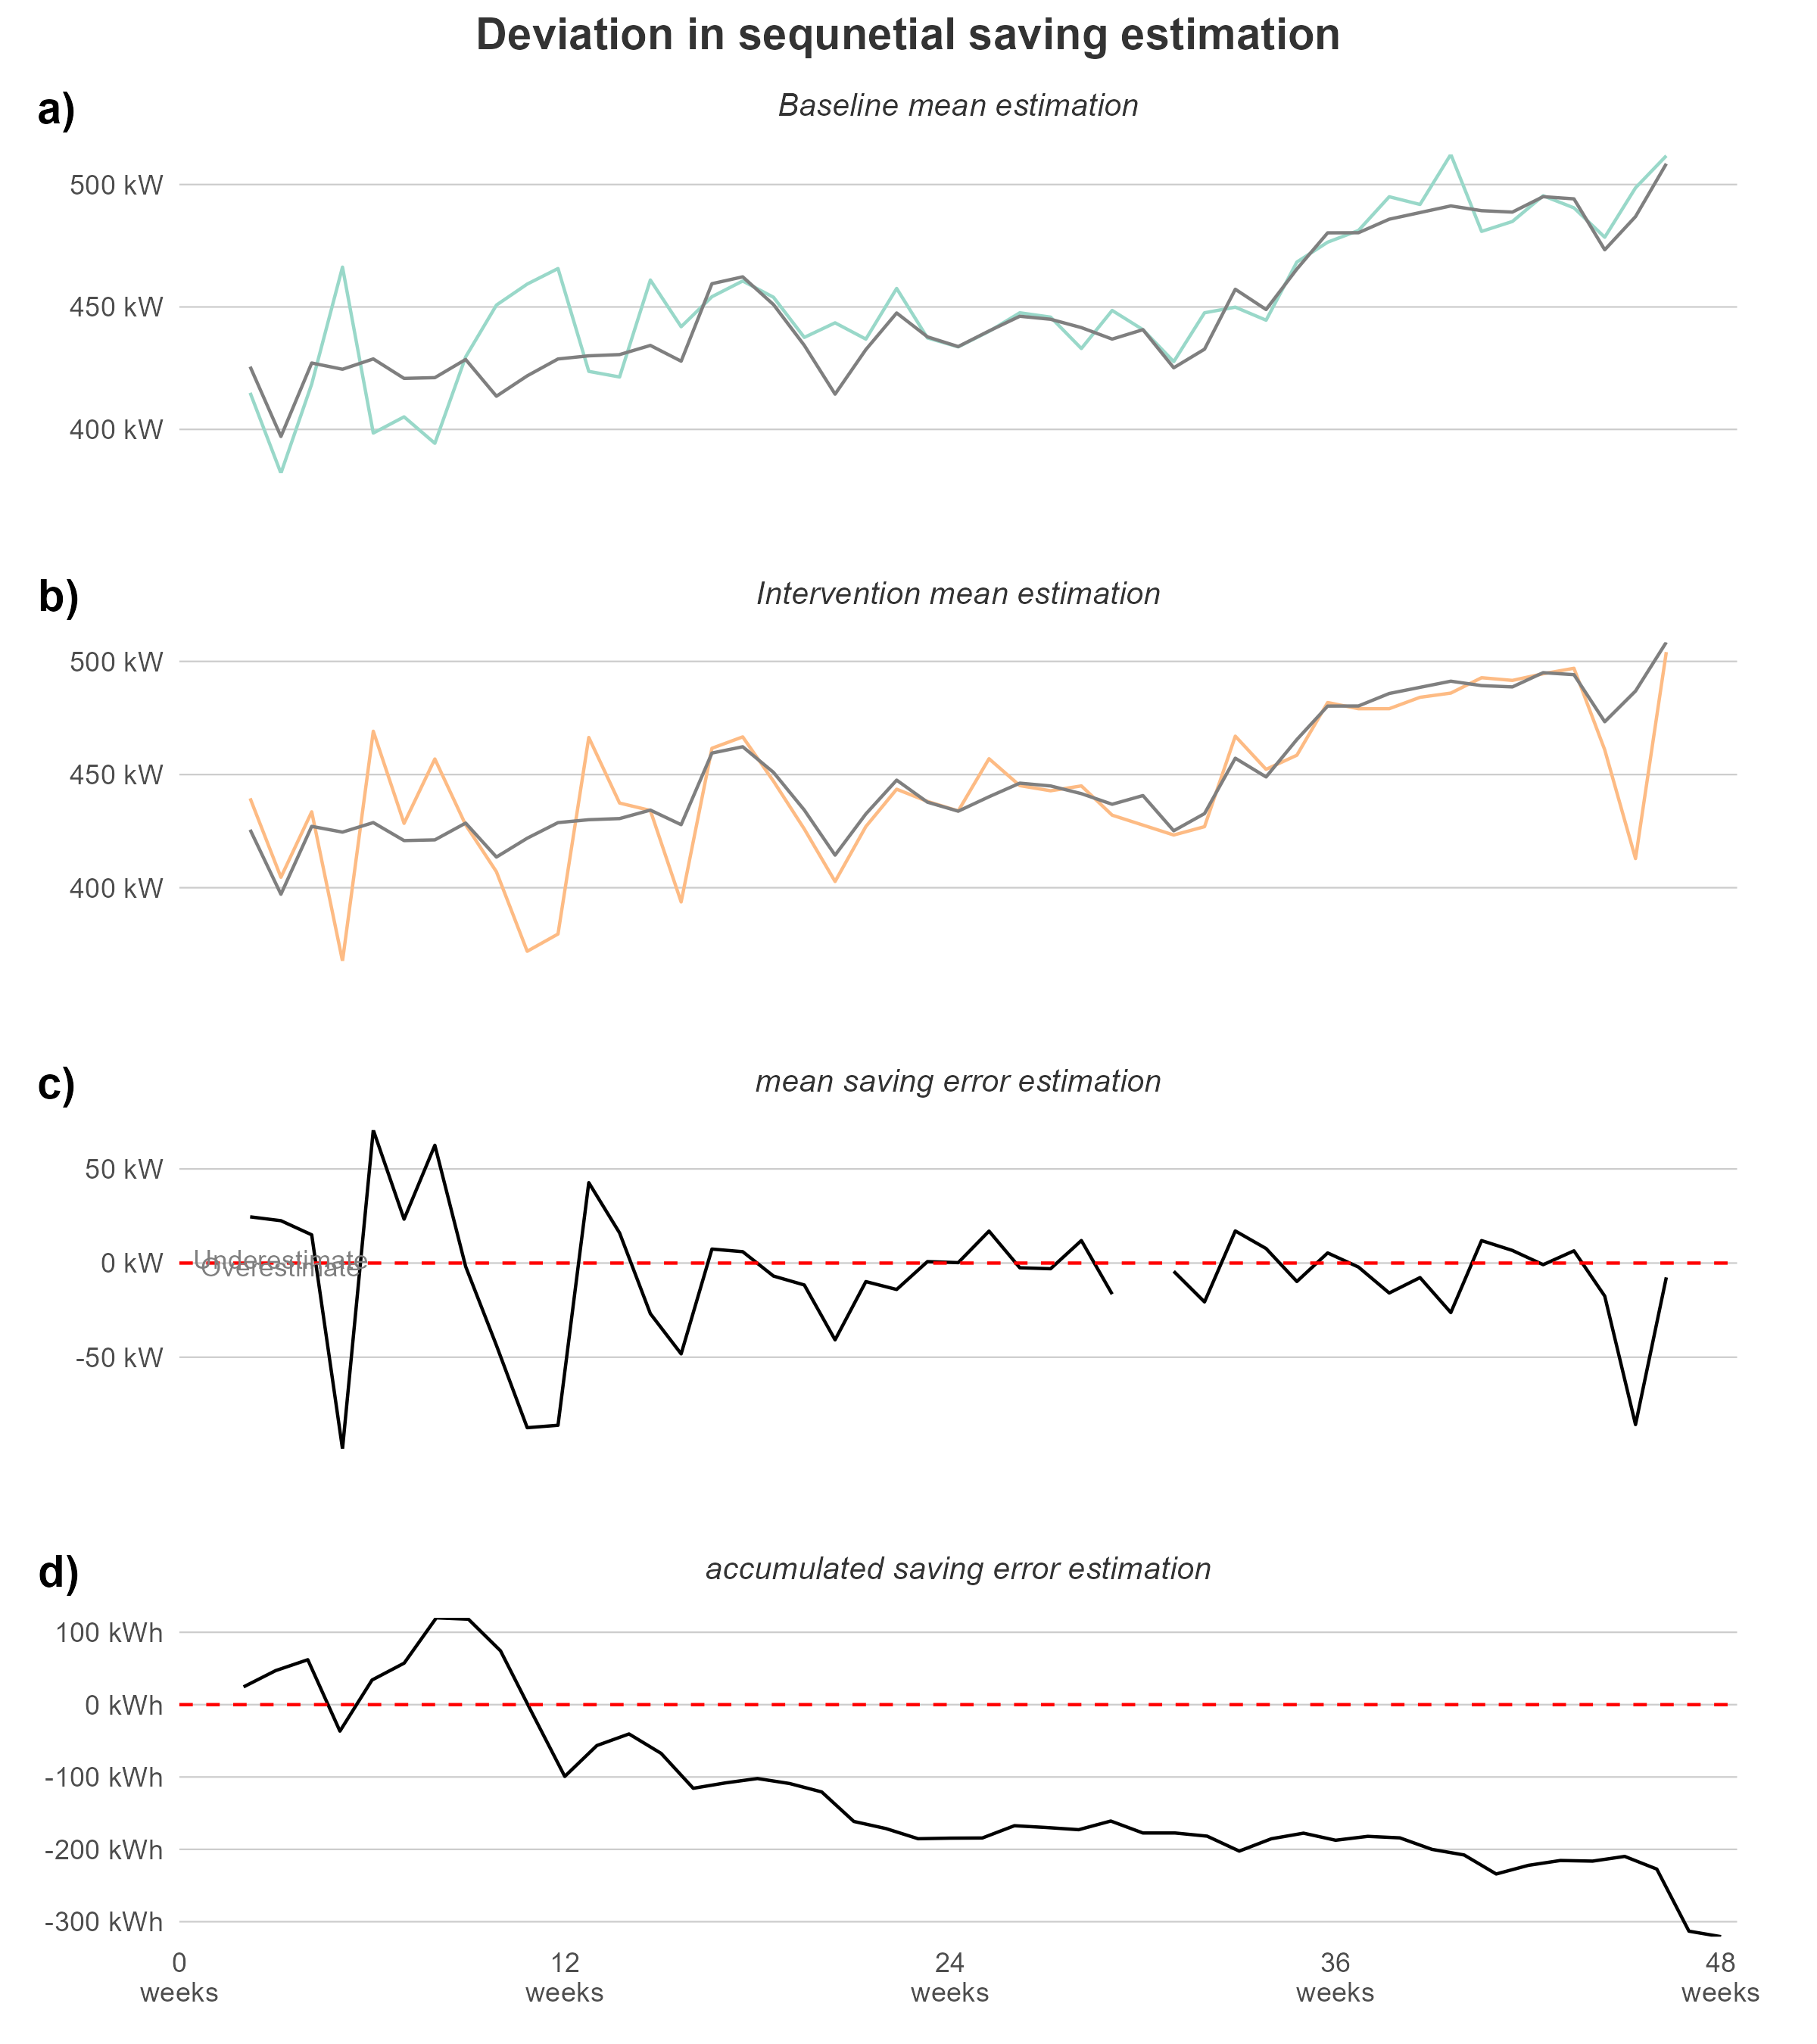 Deviation in sequnetial saving estimation
a)
Baseline mean estimation
500 kW
450 kW
400 kW
b)
Intervention mean estimation
500 kW
450 kW
400 kW
c)
mean saving error estimation
50 kW
Underestimate
0 kW
Overestimate
-50 kW
d)
accumulated saving error estimation
100 kWh
0 kWh
-100 kWh
-200 kWh
-300 kWh
0 12 24 36 48
weeks weeks weeks weeks weeks